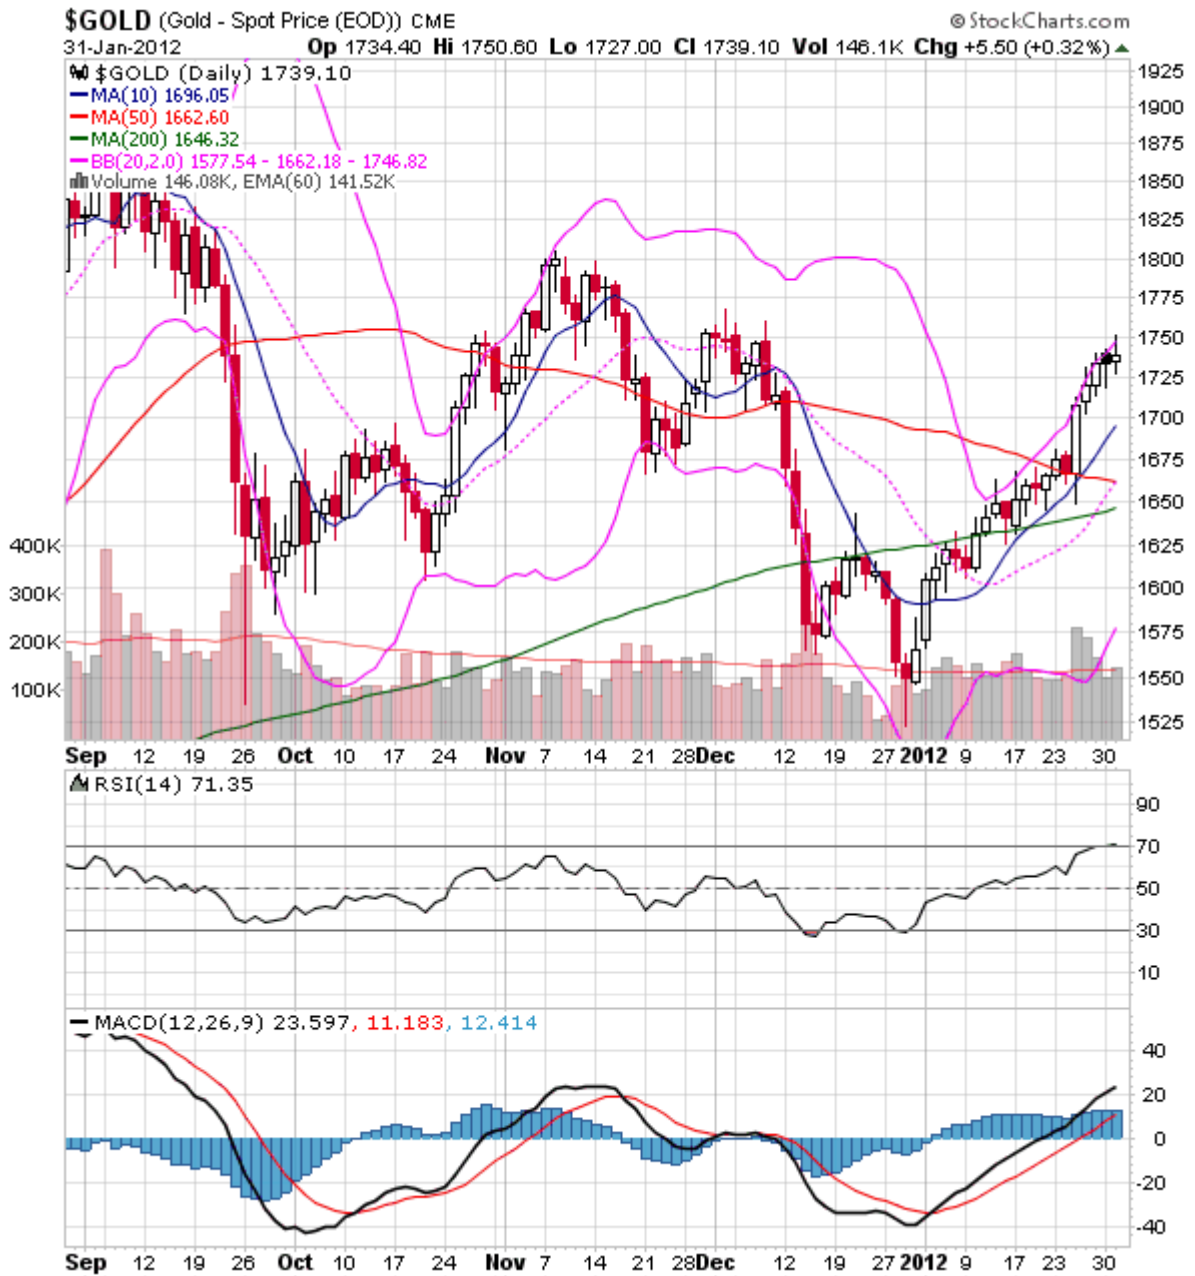 $GOLD (Gold - Spot Price (EOD)) CME © StockCharts.com
31-Jan-2012 Op 1734.40 Hi 1750.60 Lo 1727.00 Cl 1739.10 Vol 146.1K Chg +5.50 (+0.32%)
$GOLD (Daily) 1739.10
MA(10) 1696.05
MA(50) 1662.60
MA(200) 1646.32
BB(20,2.0) 1577.54 - 1662.18 - 1746.82
Volume 146.08K, EMA(60) 141.52K
1925
1900
1875
1850
1825
1800
1775
1750
1725
1700
1675
1650
1625
1600
1575
1550
1525
400K
300K
200K
100K
Sep 12 19 26 Oct 10 17 24 Nov 7 14 21 28 Dec 12 19 27 2012 9 17 23 30
RSI(14) 71.35
90
70
50
30
10
MACD(12,26,9) 23.597, 11.183, 12.414
40
20
0
-20
-40
Sep 12 19 26 Oct 10 17 24 Nov 7 14 21 28 Dec 12 19 27 2012 9 17 23 30